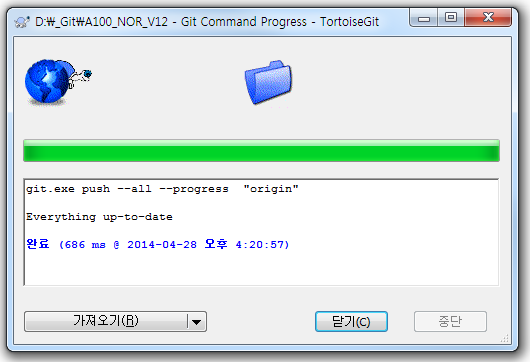 D:₩_Git₩A100_NOR_V12 - Git Command Progress - TortoiseGit
git.exe push --all --progress  "origin"
Everything up-to-date
완료 (686 ms @ 2014-04-28 오후 4:20:57)
가져오기(R)
닫기(C)
중단